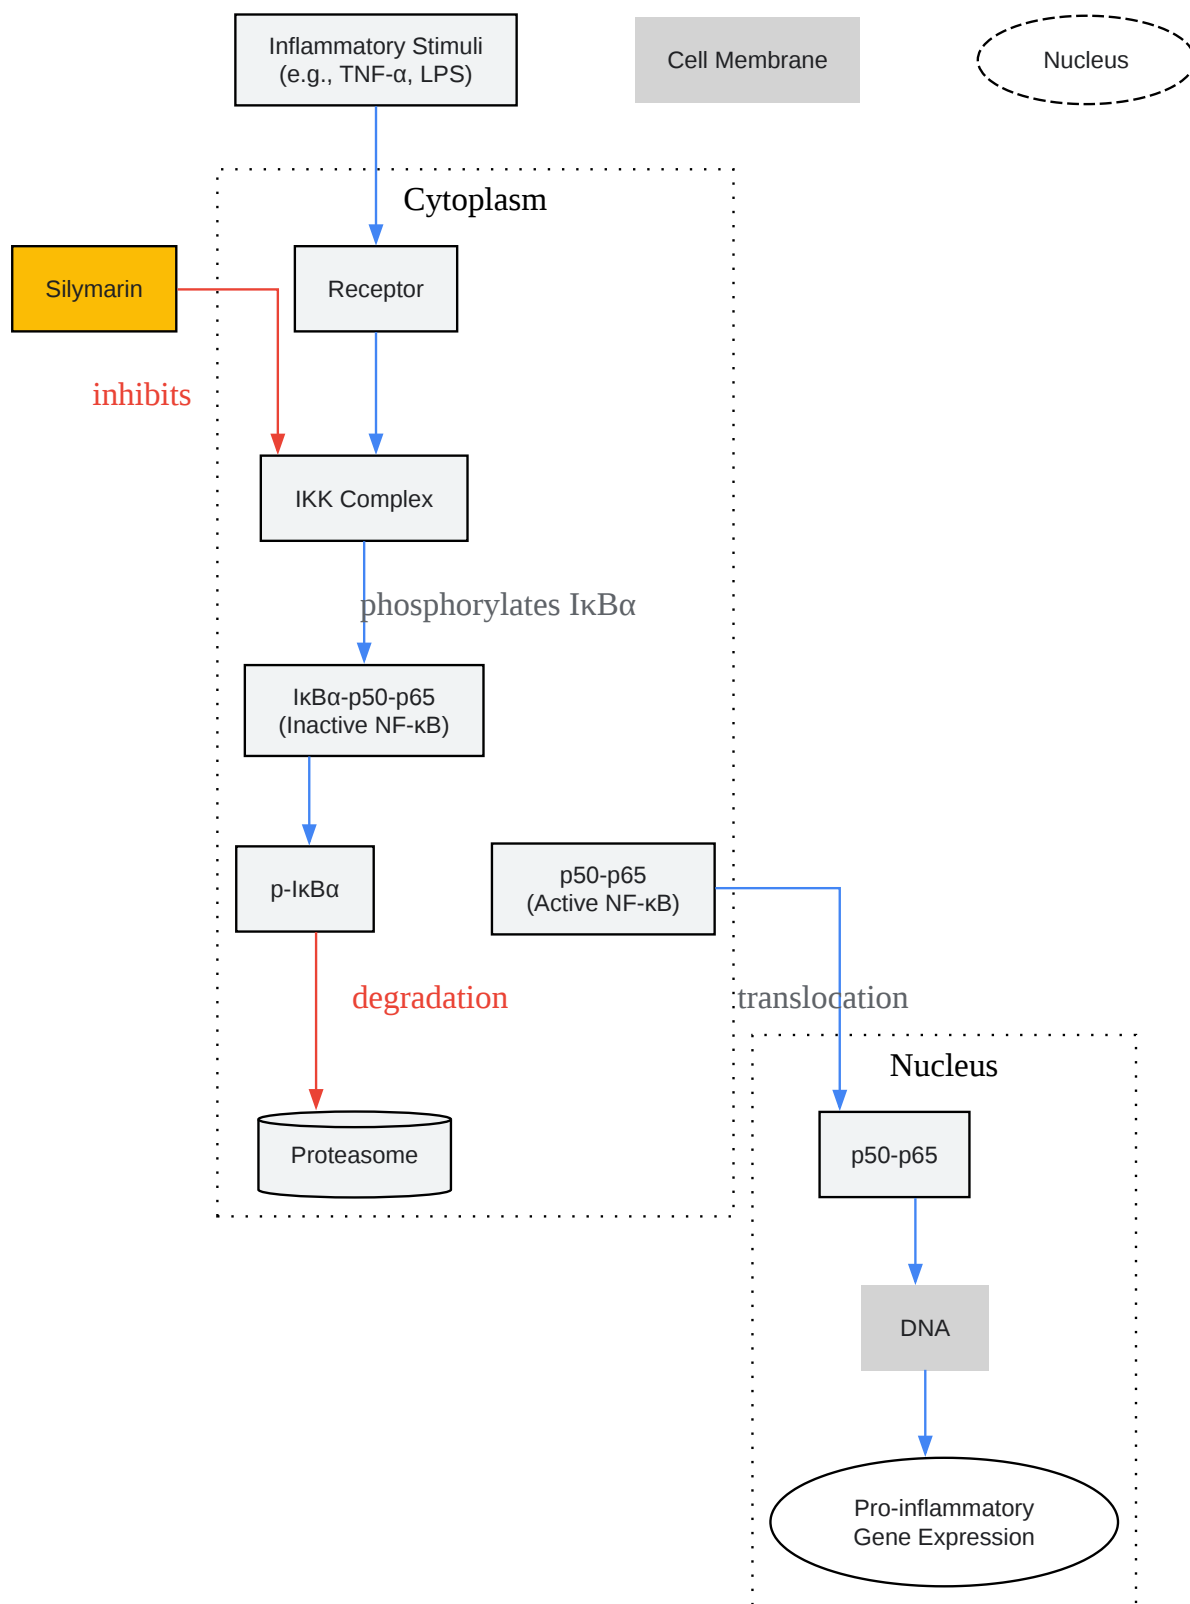 Inflammatory Stimuli
(e.g., TNF-α, LPS)
Cell Membrane
Nucleus
Cytoplasm
Silymarin
Receptor
inhibits
IKK Complex
phosphorylates IκBα
IκBα-p50-p65
(Inactive NF-κB)
p-IκBα
p50-p65
(Active NF-κB)
degradation
translocation
Nucleus
Proteasome
p50-p65
DNA
Pro-inflammatory
Gene Expression